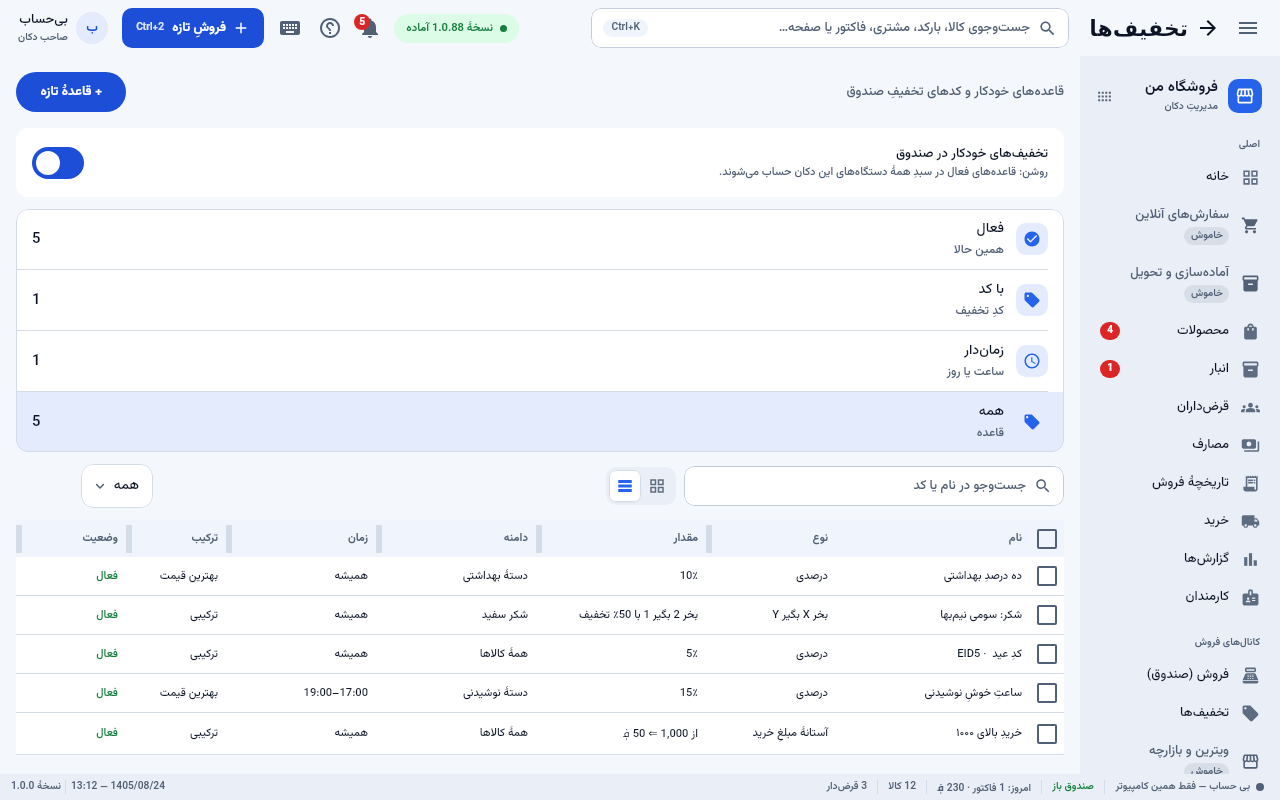 تخفیف‌ها
جست‌وجوی کالا، بارکد، مشتری، فاکتور یا صفحه...
Ctrl+K
نسخهٔ 1.0.88 آماده
5
فروشِ تازه
Ctrl+2
ب
بی‌حساب
صاحب دکان
فروشگاه من
مدیریتِ دکان
اصلی
خانه
سفارش‌های آنلاین
خاموش
آماده‌سازی و تحویل
خاموش
محصولات
4
انبار
1
قرض‌داران
مصارف
تاریخچهٔ فروش
خرید
گزارش‌ها
کارمندان
کانال‌های فروش
فروش (صندوق)
تخفیف‌ها
ویترین و بازارچه
خاموش
قاعده‌های خودکار و کدهای تخفیفِ صندوق
+ قاعدهٔ تازه
تخفیف‌های خودکار در صندوق
روشن: قاعده‌های فعال در سبدِ همهٔ دستگاه‌های این دکان حساب می‌شوند.
فعال
همین حالا
5
با کد
کدِ تخفیف
1
زمان‌دار
ساعت یا روز
1
همه
قاعده
5
جست‌وجو در نام یا کد
همه
نام نوع مقدار دامنه زمان ترکیب وضعیت
ده درصدِ بهداشتی درصدی 10٪ دستهٔ بهداشتی همیشه بهترین قیمت فعال
شکر: سومی نیم‌بها بخر X بگیر Y بخر 2 بگیر 1 با 50٪ تخفیف شکر سفید همیشه ترکیبی فعال
کدِ عید · EID5 درصدی 5٪ همهٔ کالاها همیشه ترکیبی فعال
ساعتِ خوشِ نوشیدنی درصدی 15٪ دستهٔ نوشیدنی 17:00–19:00 بهترین قیمت فعال
خریدِ بالای ۱۰۰۰ آستانهٔ مبلغِ خرید از 1,000 ⇐ 50 ؋ همهٔ کالاها همیشه ترکیبی فعال
بی حساب — فقط همین کامپیوتر
صندوق باز
امروز: 1 فاکتور · 230 ؋
12 کالا
3 قرض‌دار
1405/08/24 — 13:12
نسخهٔ 1.0.0